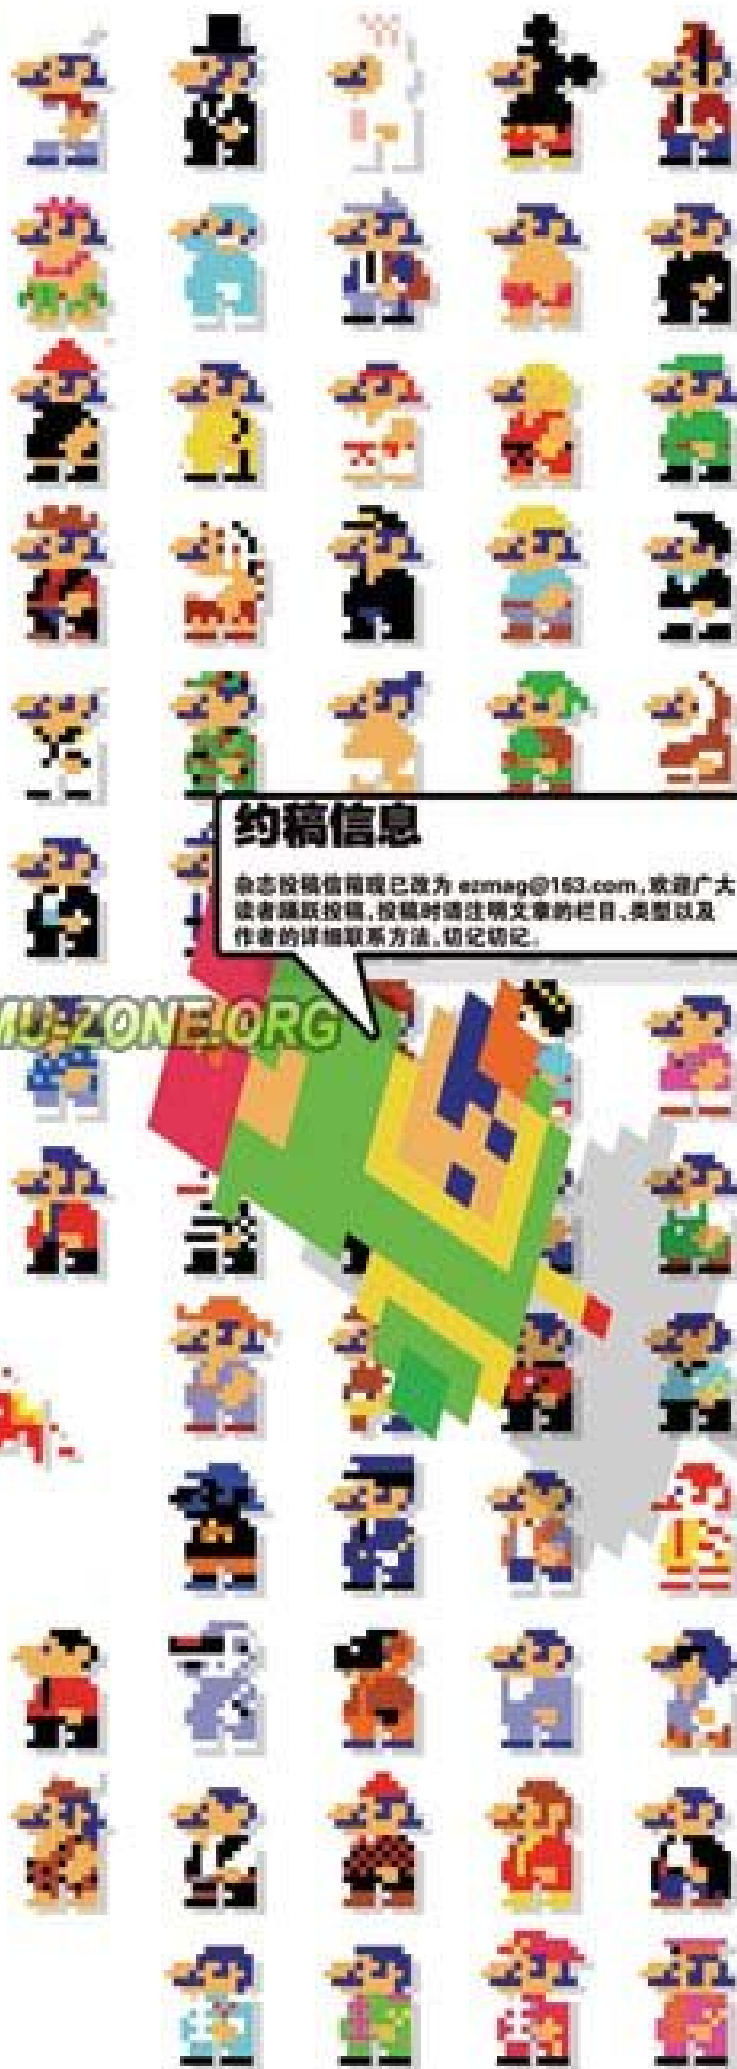 约稿信息
杂志投稿信箱现已改为 ezmag@163.com,欢迎广大
读者踊跃投稿,投稿时请注明文章的栏目、类型以及
作者的详细联系方法,切记切记。
MU-ZONE.ORG